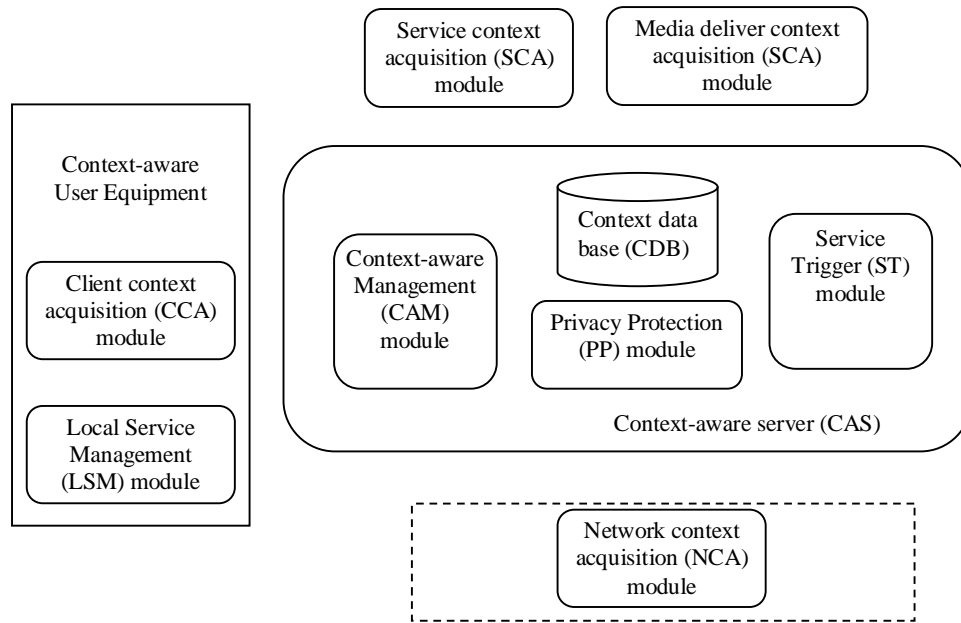 Service context
acquisition (SCA)
module
Media deliver context
acquisition (SCA)
module
Context-aware
User Equipment
Client context
acquisition (CCA)
module
Local Service
Management
(LSM) module
Context-aware
Management
(CAM)
module
Context data
base (CDB)
Privacy Protection
(PP) module
Service
Trigger (ST)
module
Context-aware server (CAS)
Network context
acquisition (NCA)
module